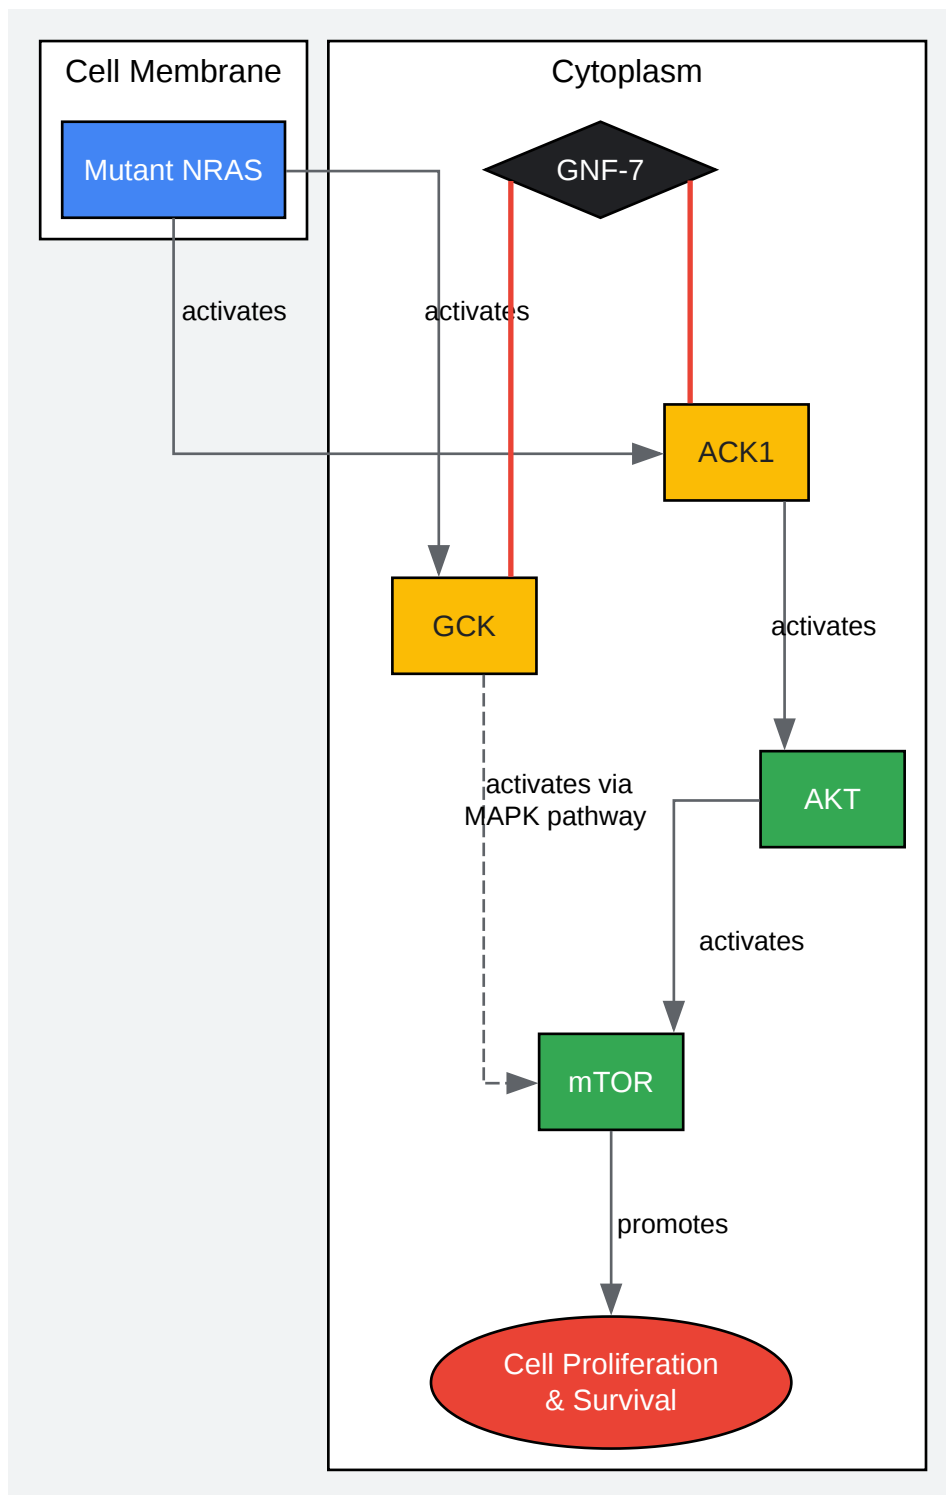 Cell Membrane
Cytoplasm
Mutant NRAS
GNF-7
activates
activates
ACK1
GCK
activates
activates via
MAPK pathway
AKT
activates
mTOR
promotes
Cell Proliferation
& Survival